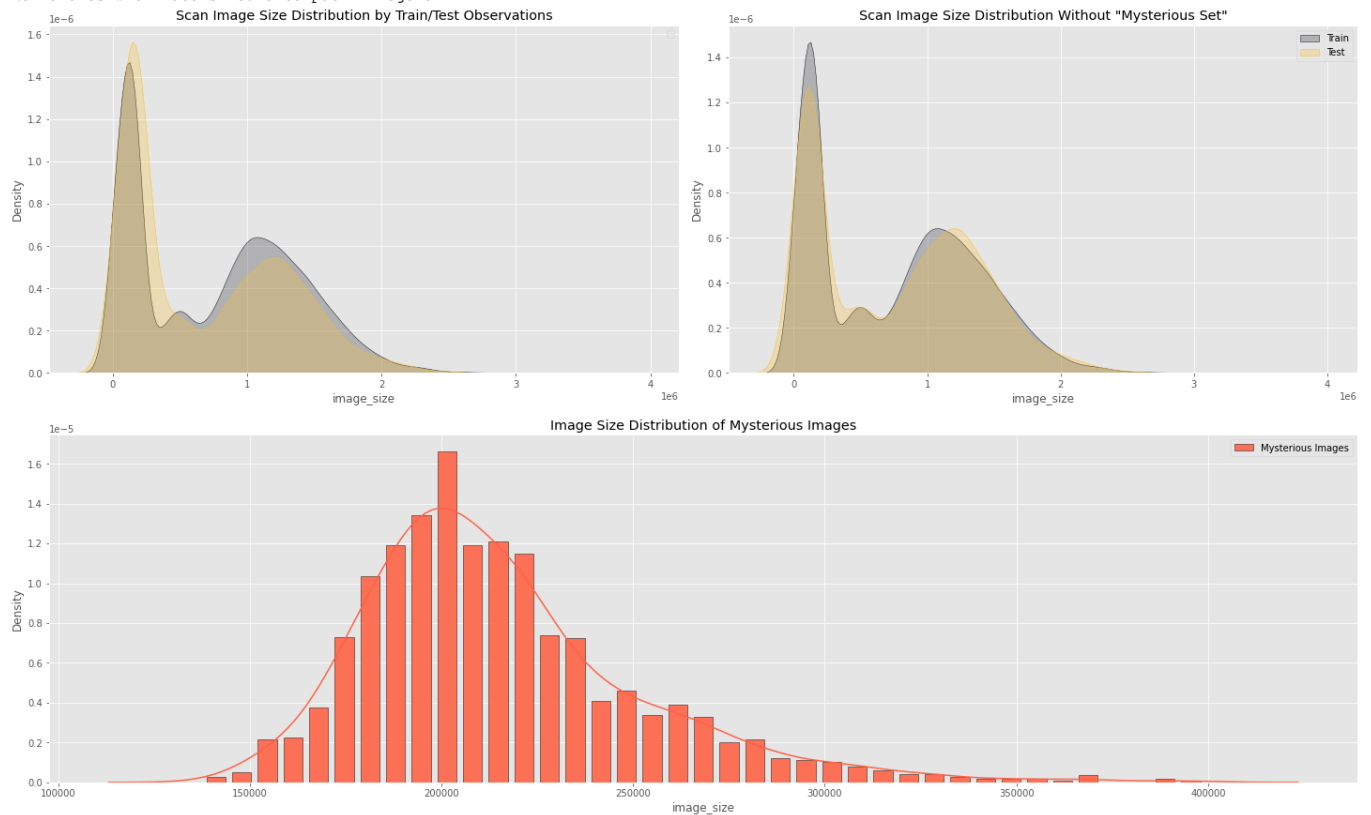 Scan Image Size Distribution by Train/Test Observations
1e−6
1.6
1.4
1.2
1.0
0.8
0.6
0.4
0.2
0.0
Density
0 1 2 3 4
1e6
image_size
Scan Image Size Distribution Without "Mysterious Set"
1e−6
Train
Test
1.4
1.2
1.0
0.8
0.6
0.4
0.2
0.0
Density
0 1 2 3 4
1e6
image_size
Image Size Distribution of Mysterious Images
1e−5
Mysterious Images
1.6
1.4
1.2
1.0
0.8
0.6
0.4
0.2
0.0
Density
100000 150000 200000 250000 300000 350000 400000
image_size